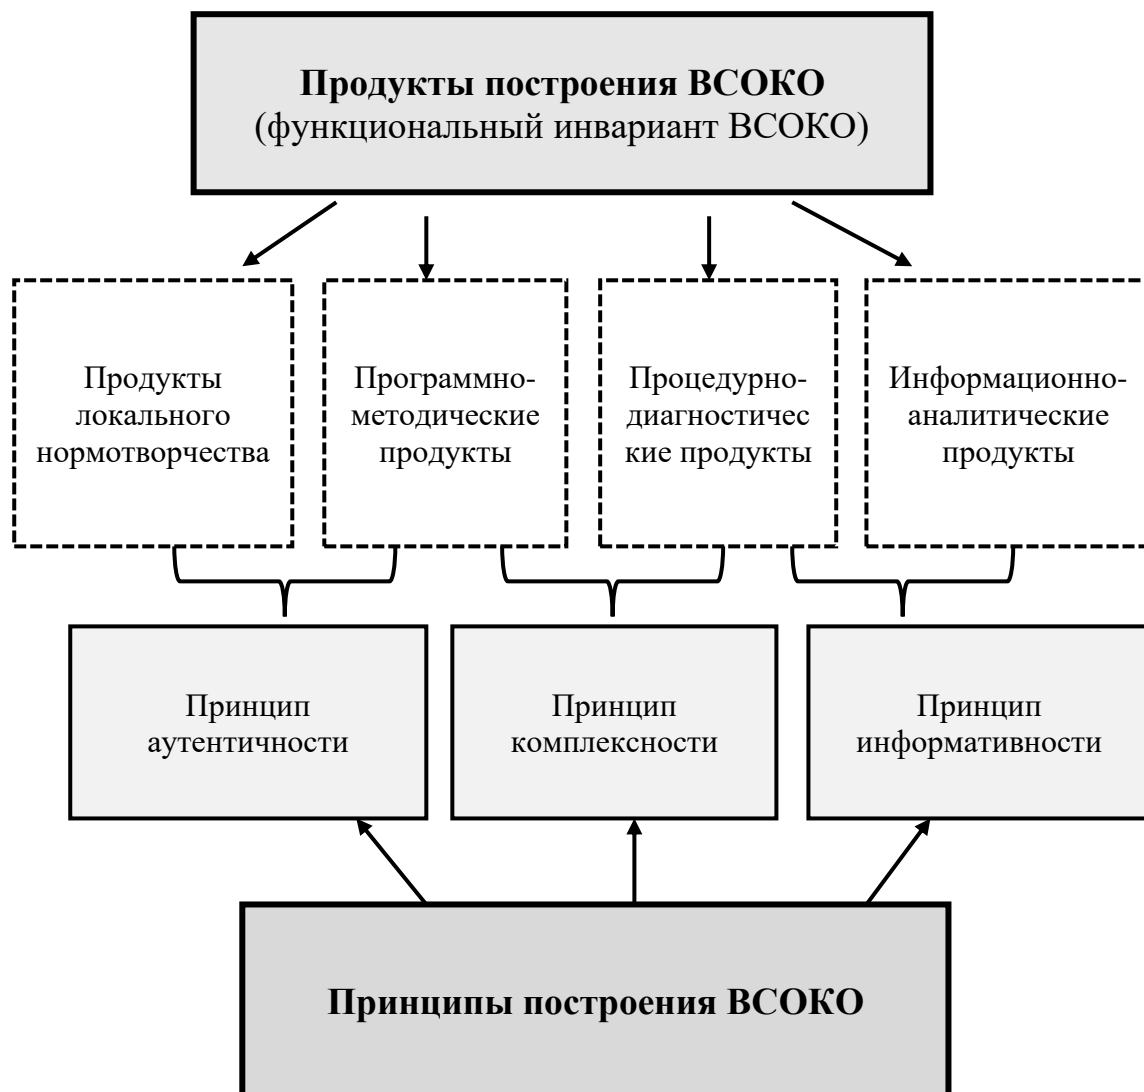 Продукты построения ВСОКО
(функциональный инвариант ВСОКО)
Продукты
локального
нормотворчества
Программно-
методические
продукты
Процедурно-
диагностичес
кие продукты
Информационно-
аналитические
продукты
Принцип
аутентичности
Принцип
комплексности
Принцип
информативности
Принципы построения ВСОКО